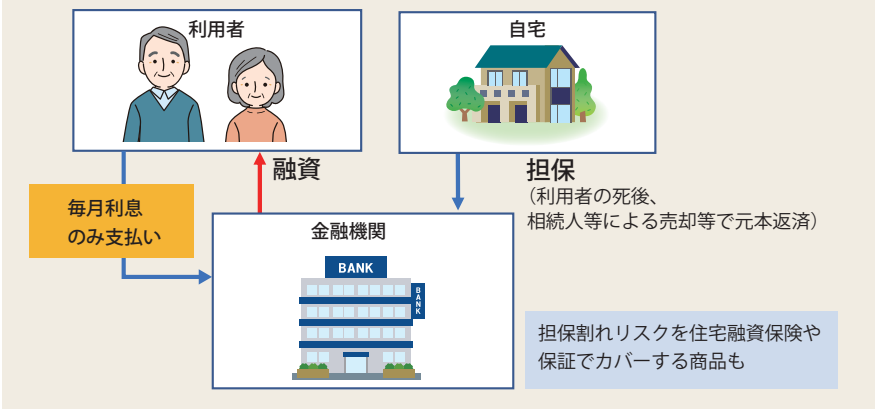 利用者
自宅
融資
担保
（利用者の死後、
相続人等による売却等で元本返済）
毎月利息
のみ支払い
金融機関
BANK
BANK
担保割れリスクを住宅融資保険や
保証でカバーする商品も